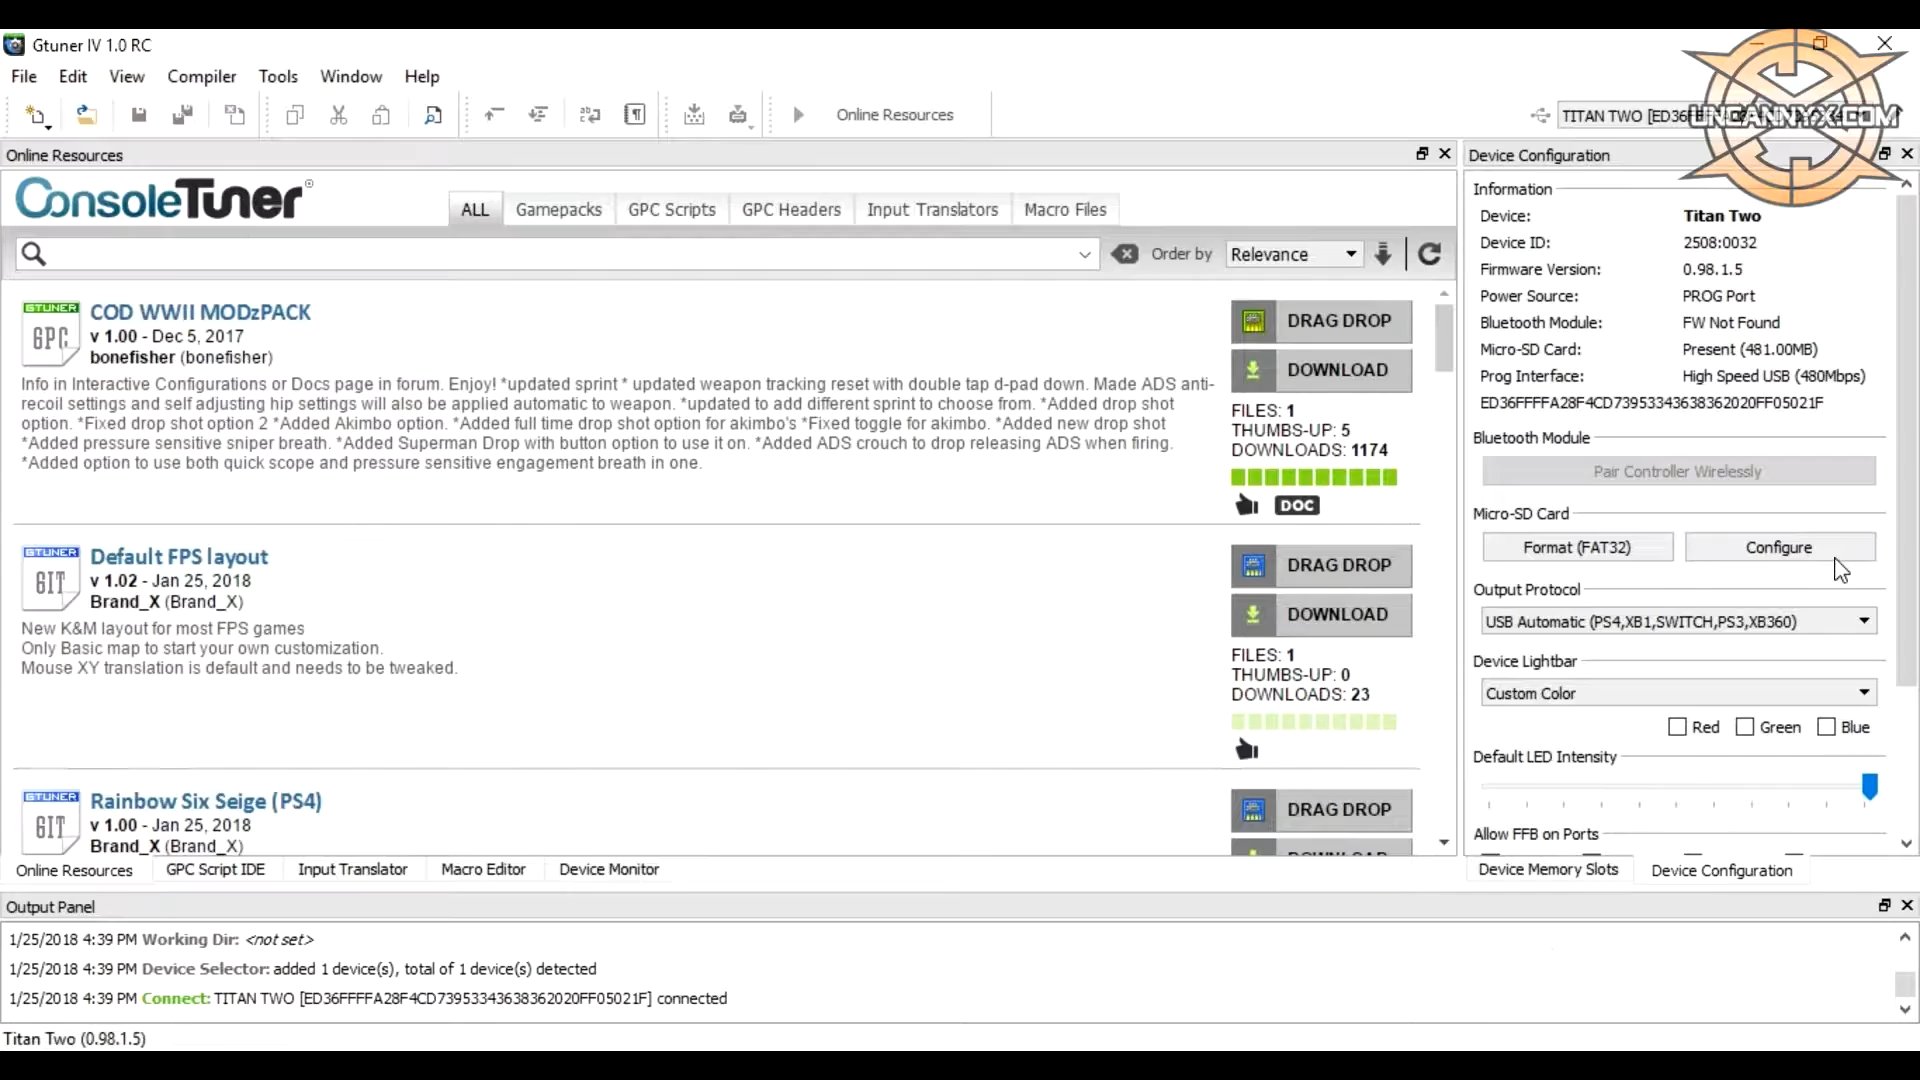 Gtuner IV 1.0 RC
File Edit View Compiler Tools Window Help
Online Resources
TITAN TWO [ED36FF
UNCANNYX.COM
Online Resources
Device Configuration
ConsoleTuner®
ALL Gamepacks GPC Scripts GPC Headers Input Translators Macro Files
Order by Relevance
GTUNER
GPC
COD WWII MODzPACK
v 1.00 - Dec 5, 2017
bonefisher (bonefisher)
Info in Interactive Configurations or Docs page in forum. Enjoy! *updated sprint * updated weapon tracking reset with double tap d-pad down. Made ADS anti-
recoil settings and self adjusting hip settings will also be applied automatic to weapon. *updated to add different sprint to choose from. *Added drop shot
option. *Fixed drop shot option 2 *Added Akimbo option. *Added full time drop shot option for akimbo's *Fixed toggle for akimbo. *Added new drop shot
*Added pressure sensitive sniper breath. *Added Superman Drop with button option to use it on. *Added ADS crouch to drop releasing ADS when firing.
*Added option to use both quick scope and pressure sensitive engagement breath in one.
DRAG DROP
DOWNLOAD
FILES: 1
THUMBS-UP: 5
DOWNLOADS: 1174
DOC
GTUNER
GIT
Default FPS layout
v 1.02 - Jan 25, 2018
Brand_X (Brand_X)
New K&M layout for most FPS games
Only Basic map to start your own customization.
Mouse XY translation is default and needs to be tweaked.
DRAG DROP
DOWNLOAD
FILES: 1
THUMBS-UP: 0
DOWNLOADS: 23
GTUNER
GIT
Rainbow Six Seige (PS4)
v 1.00 - Jan 25, 2018
Brand_X (Brand_X)
DRAG DROP
DOWNLOAD
Information
Device: Titan Two
Device ID: 2508:0032
Firmware Version: 0.98.1.5
Power Source: PROG Port
Bluetooth Module: FW Not Found
Micro-SD Card: Present (481.00MB)
Prog Interface: High Speed USB (480Mbps)
ED36FFFFA28F4CD73953343638362020FF05021F
Bluetooth Module
Pair Controller Wirelessly
Micro-SD Card
Format (FAT32) Configure
Output Protocol
USB Automatic (PS4,XB1,SWITCH,PS3,XB360)
Device Lightbar
Custom Color
Red Green Blue
Default LED Intensity
Allow FFB on Ports
Online Resources GPC Script IDE Input Translator Macro Editor Device Monitor
Device Memory Slots Device Configuration
Output Panel
1/25/2018 4:39 PM Working Dir: <not set>
1/25/2018 4:39 PM Device Selector: added 1 device(s), total of 1 device(s) detected
1/25/2018 4:39 PM Connect: TITAN TWO [ED36FFFFA28F4CD73953343638362020FF05021F] connected
Titan Two (0.98.1.5)